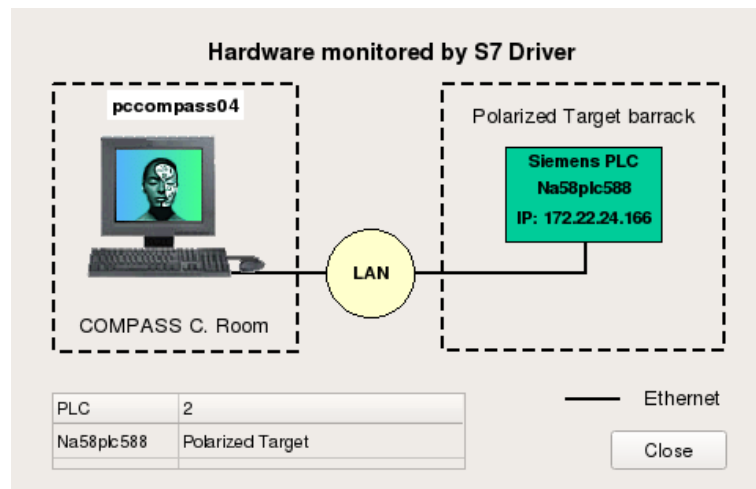 Hardware monitored by S7 Driver
pccompass04
COMPASS C. Room
LAN
Polarized Target barrack
Siemens PLC
Na58plc588
IP: 172.22.24.166
PLC 2
Na58plc588 Polarized Target
Ethernet
Close